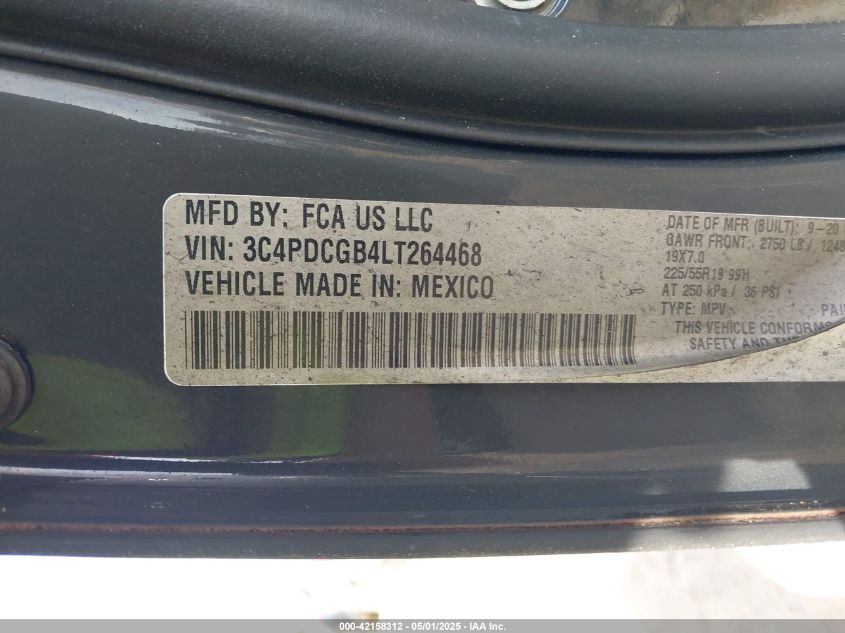 MFD BY: FCA US LLC
VIN: 3C4PDCGB4LT264468
VEHICLE MADE IN: MEXICO
DATE OF MFR (BUILT): 9-20
GAWR FRONT: 2750 LB / 1248
19X7.0
225/55R19 99H
AT 250 kPa / 36 PSI
TYPE: MPV
THIS VEHICLE CONFORMS
SAFETY AND
000-42158312 - 05/01/2025 - IAA Inc.